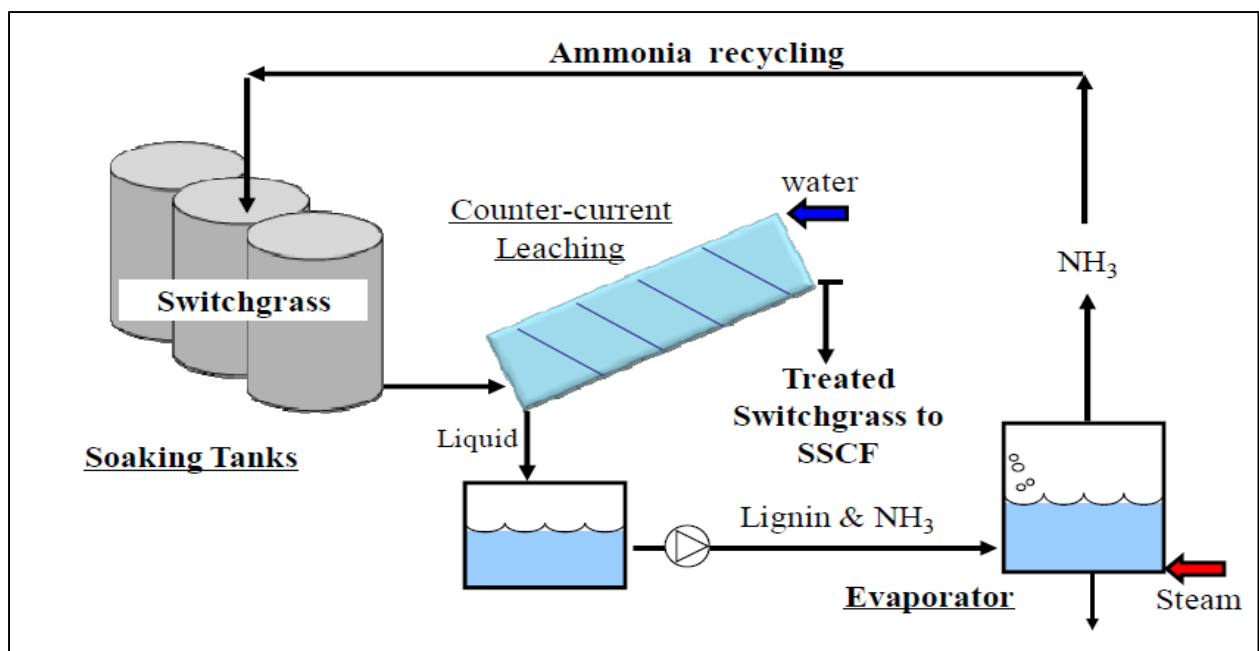 Ammonia recycling
water
Counter-current
Leaching
NH₃
Switchgrass
Treated
Switchgrass to
SSCF
Liquid
Soaking Tanks
Lignin & NH₃
Evaporator
Steam